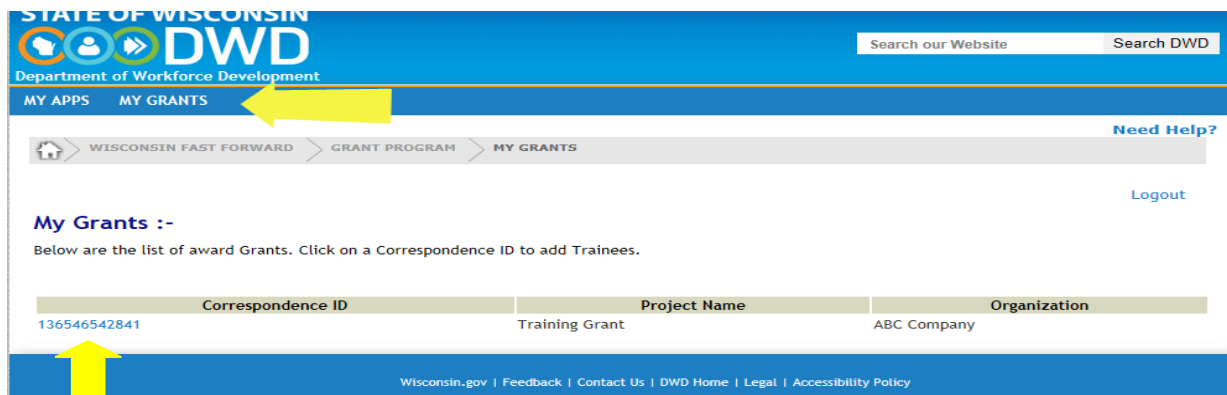 STATE OF WISCONSIN
DWD
Department of Workforce Development
Search our Website Search DWD
MY APPS MY GRANTS
Need Help?
WISCONSIN FAST FORWARD GRANT PROGRAM MY GRANTS
Logout
My Grants :-
Below are the list of award Grants. Click on a Correspondence ID to add Trainees.
Correspondence ID Project Name Organization
136546542841 Training Grant ABC Company
Wisconsin.gov | Feedback | Contact Us | DWD Home | Legal | Accessibility Policy